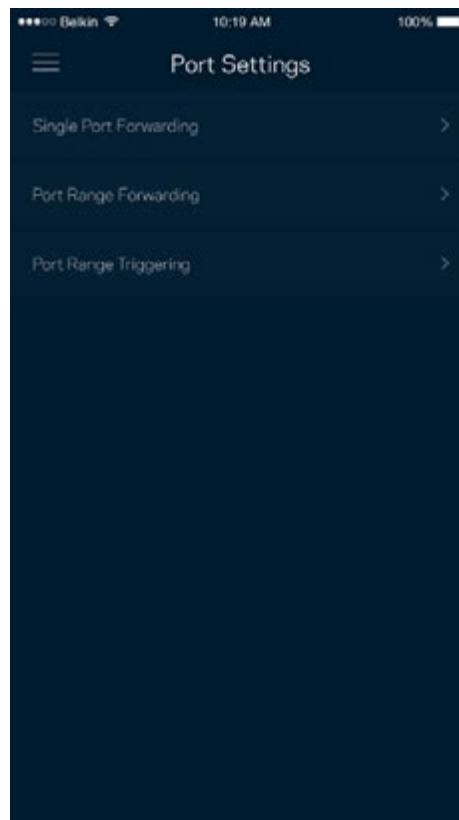 Belkin 10:19 AM 100%
Port Settings
Single Port Forwarding
Port Range Forwarding
Port Range Triggering